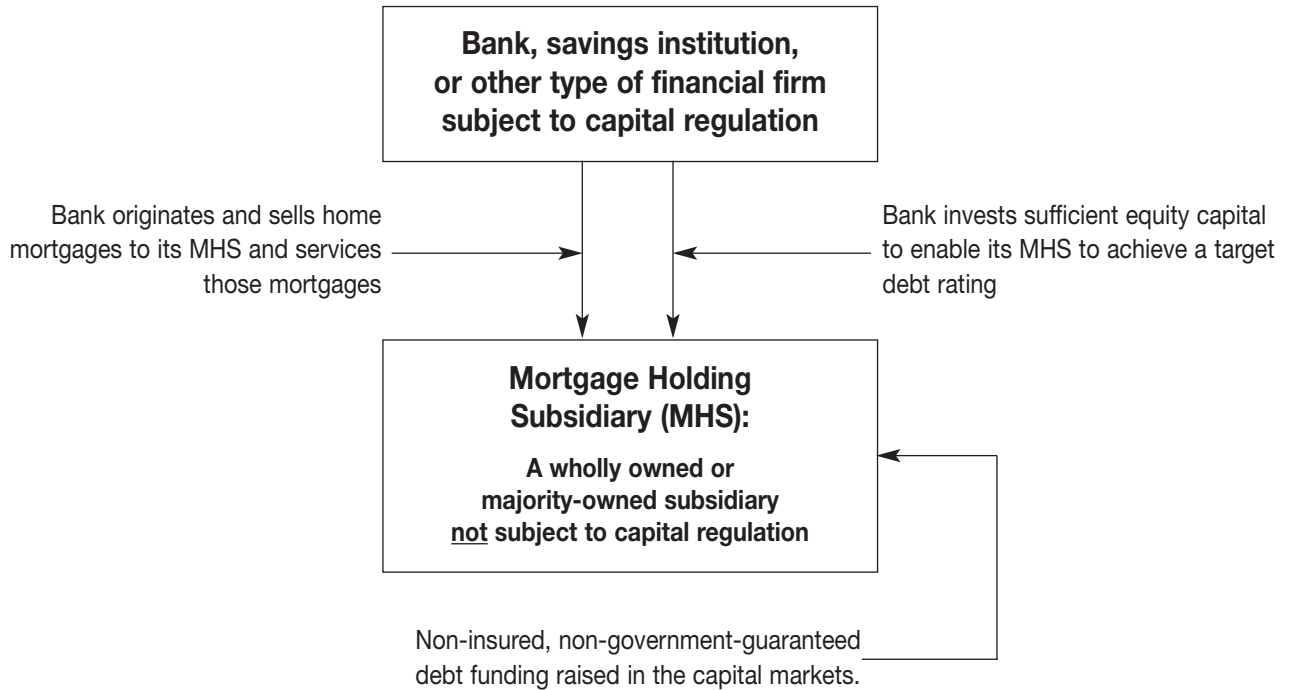 Bank, savings institution,
or other type of financial firm
subject to capital regulation
Bank originates and sells home
mortgages to its MHS and services
those mortgages
Bank invests sufficient equity capital
to enable its MHS to achieve a target
debt rating
Mortgage Holding
Subsidiary (MHS):
A wholly owned or
majority-owned subsidiary
not subject to capital regulation
Non-insured, non-government-guaranteed
debt funding raised in the capital markets.